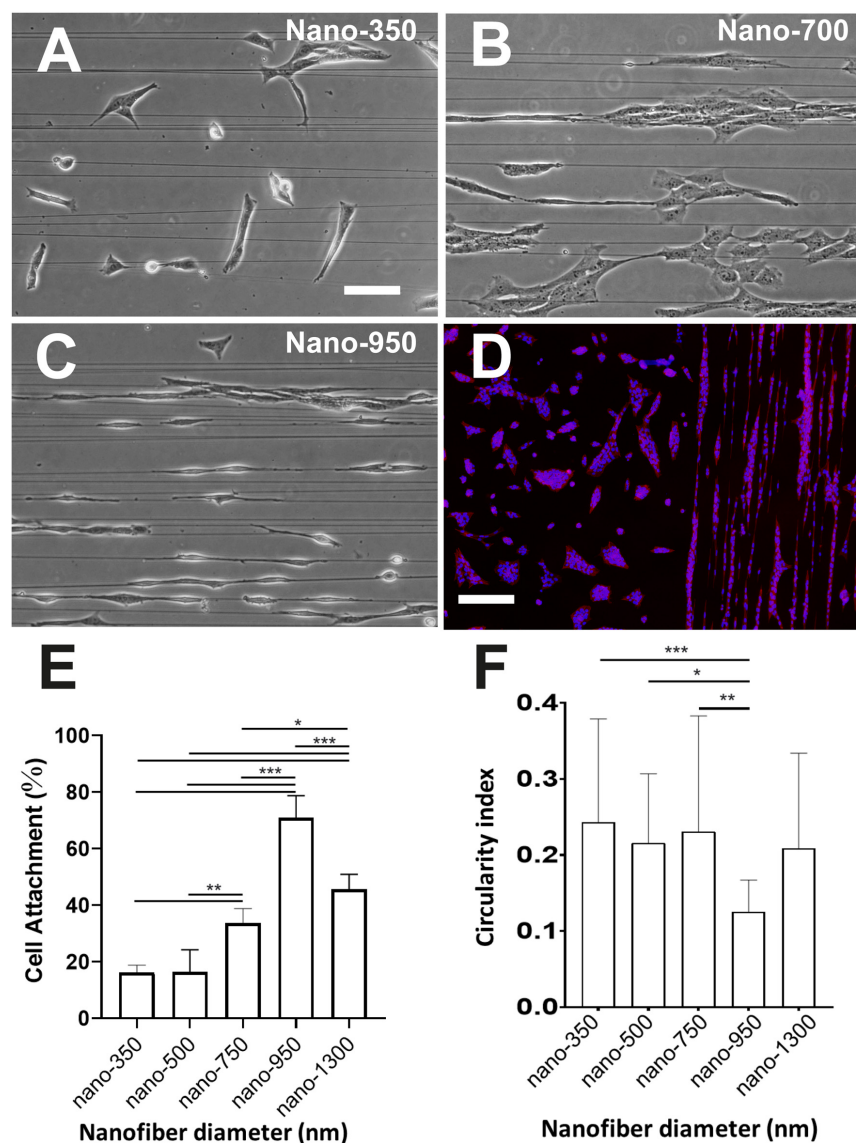 A
Nano-350
B
Nano-700
C
Nano-950
D
E
F
*
***
***
**
Cell Attachment (%)
100
80
60
40
20
0
nano-350
nano-500
nano-750
nano-950
nano-1300
Nanofiber diameter (nm)
***
*
**
Circularity index
0.4
0.3
0.2
0.1
0.0
nano-350
nano-500
nano-750
nano-950
nano-1300
Nanofiber diameter (nm)